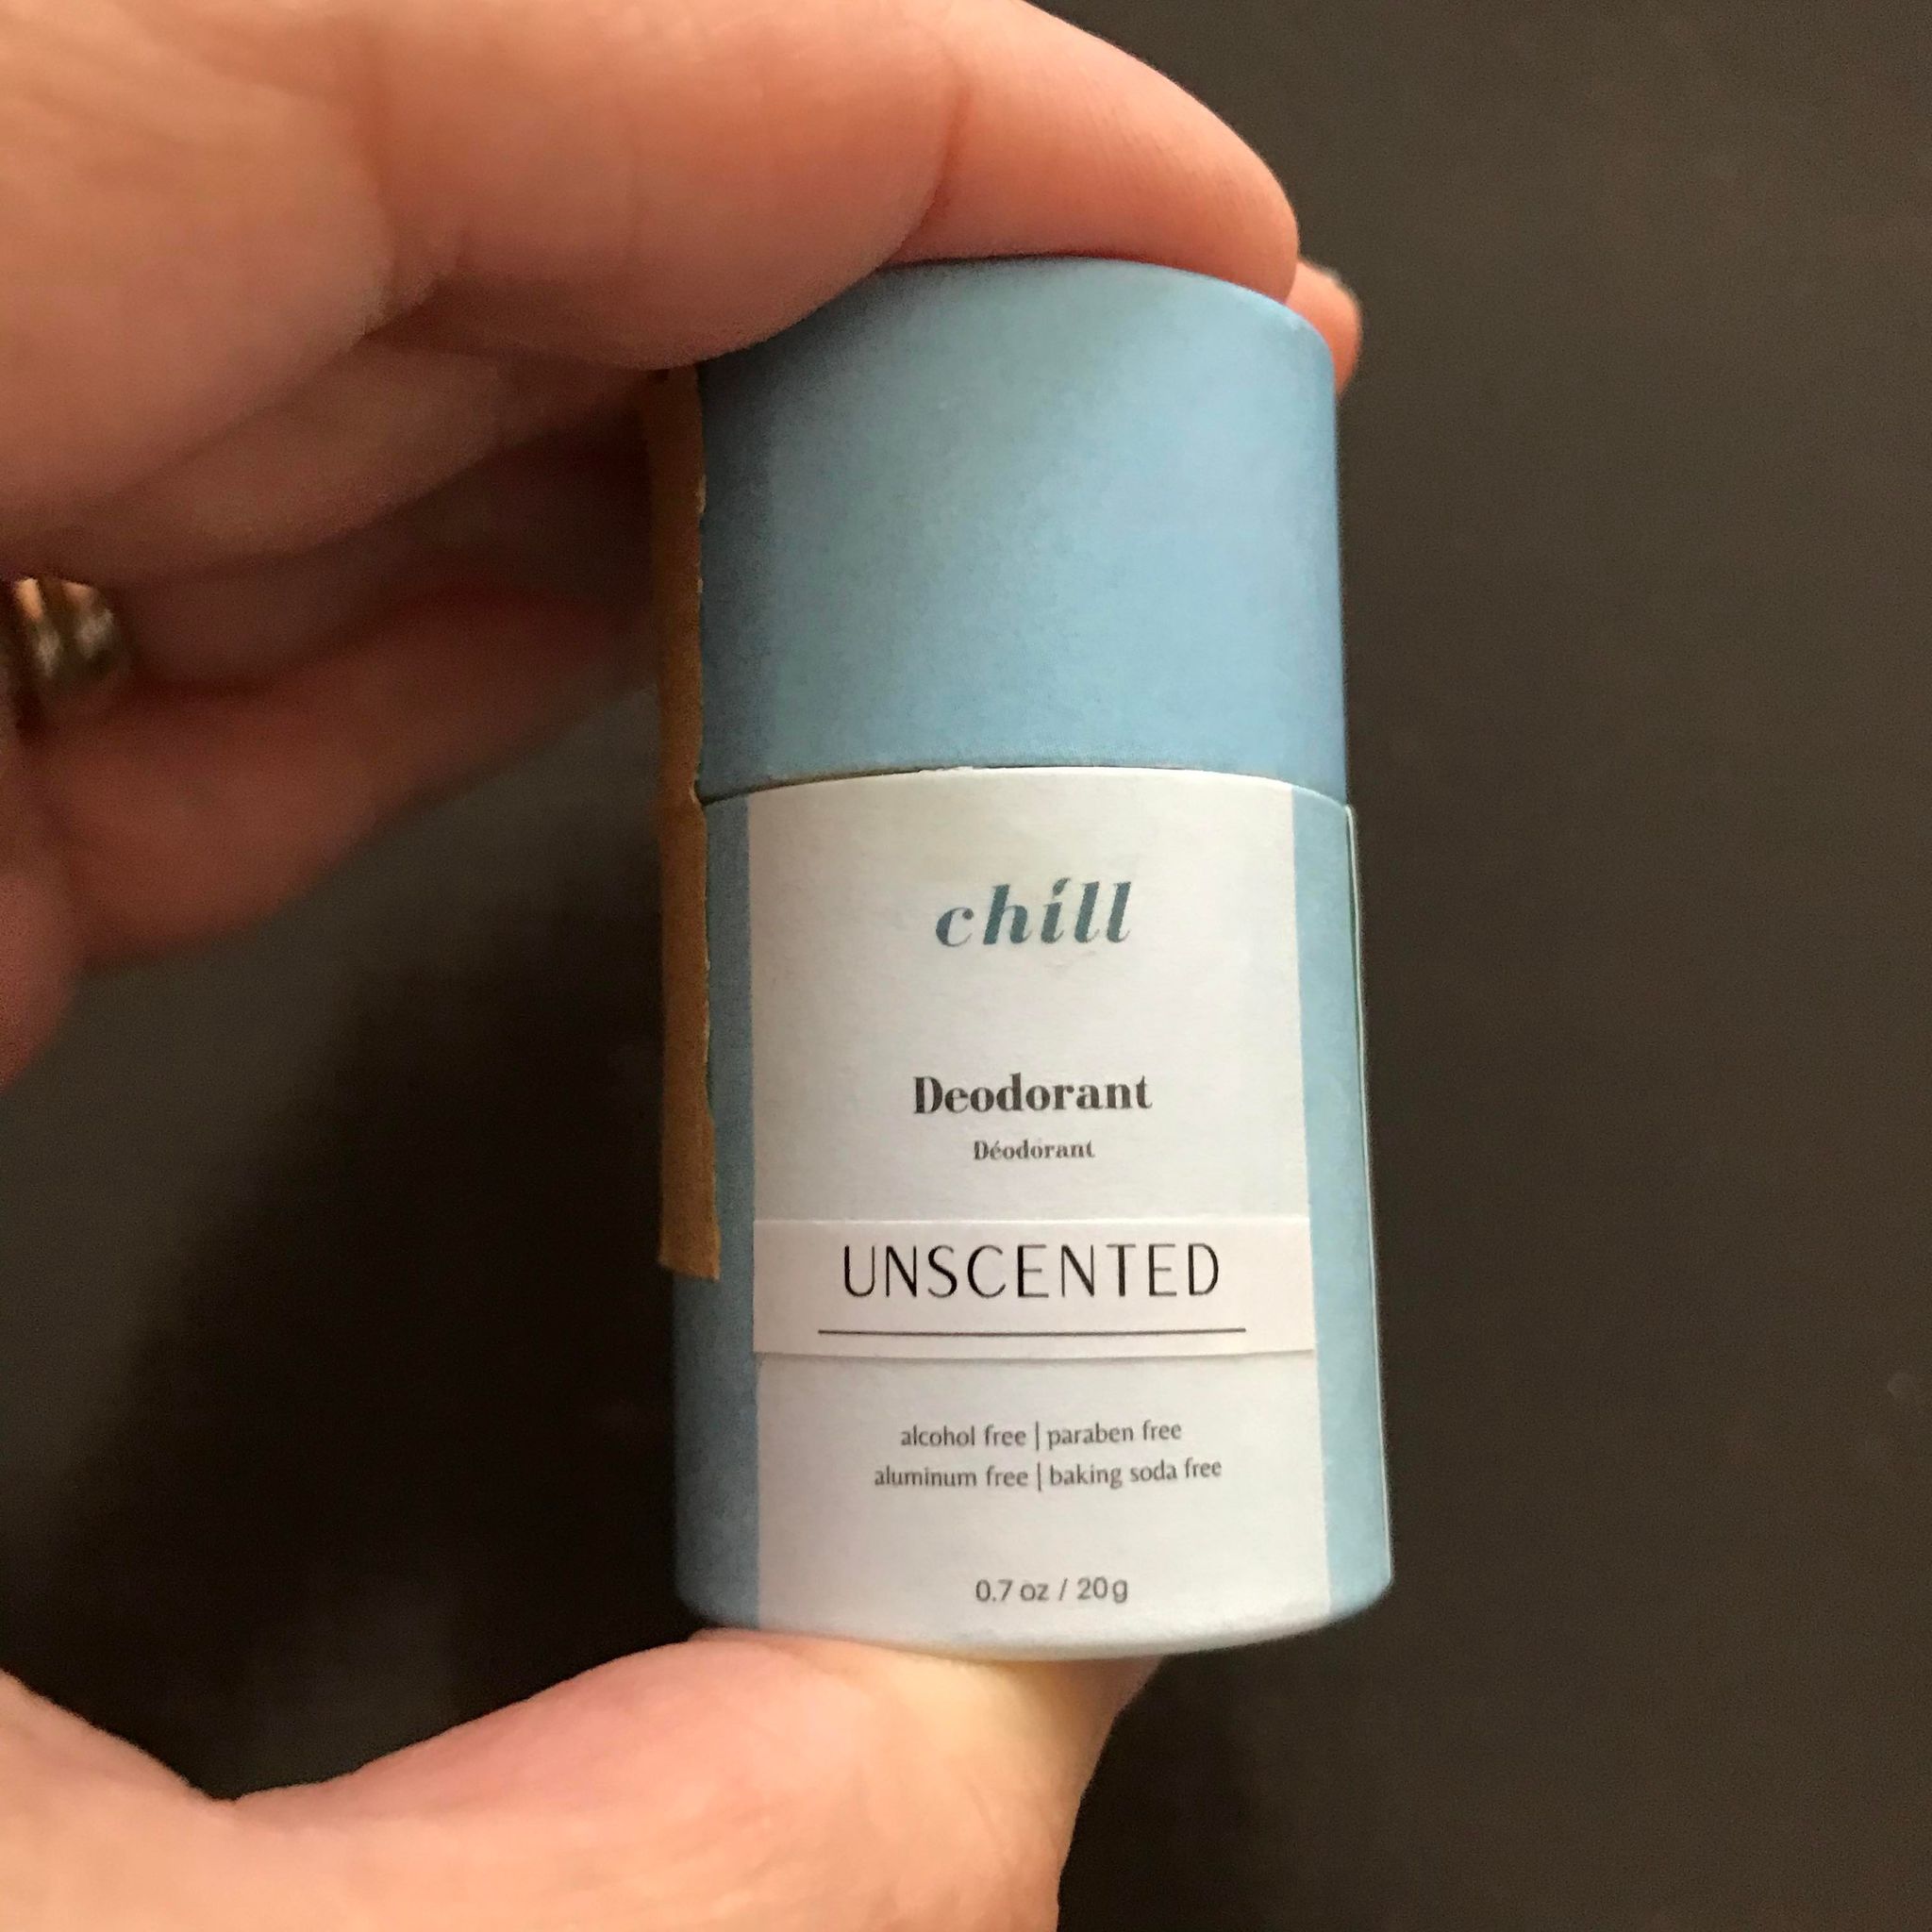 chill
Deodorant
Déodorant
UNSCENTED
alcohol free | paraben free
aluminum free | baking soda free
0.7 oz / 20g